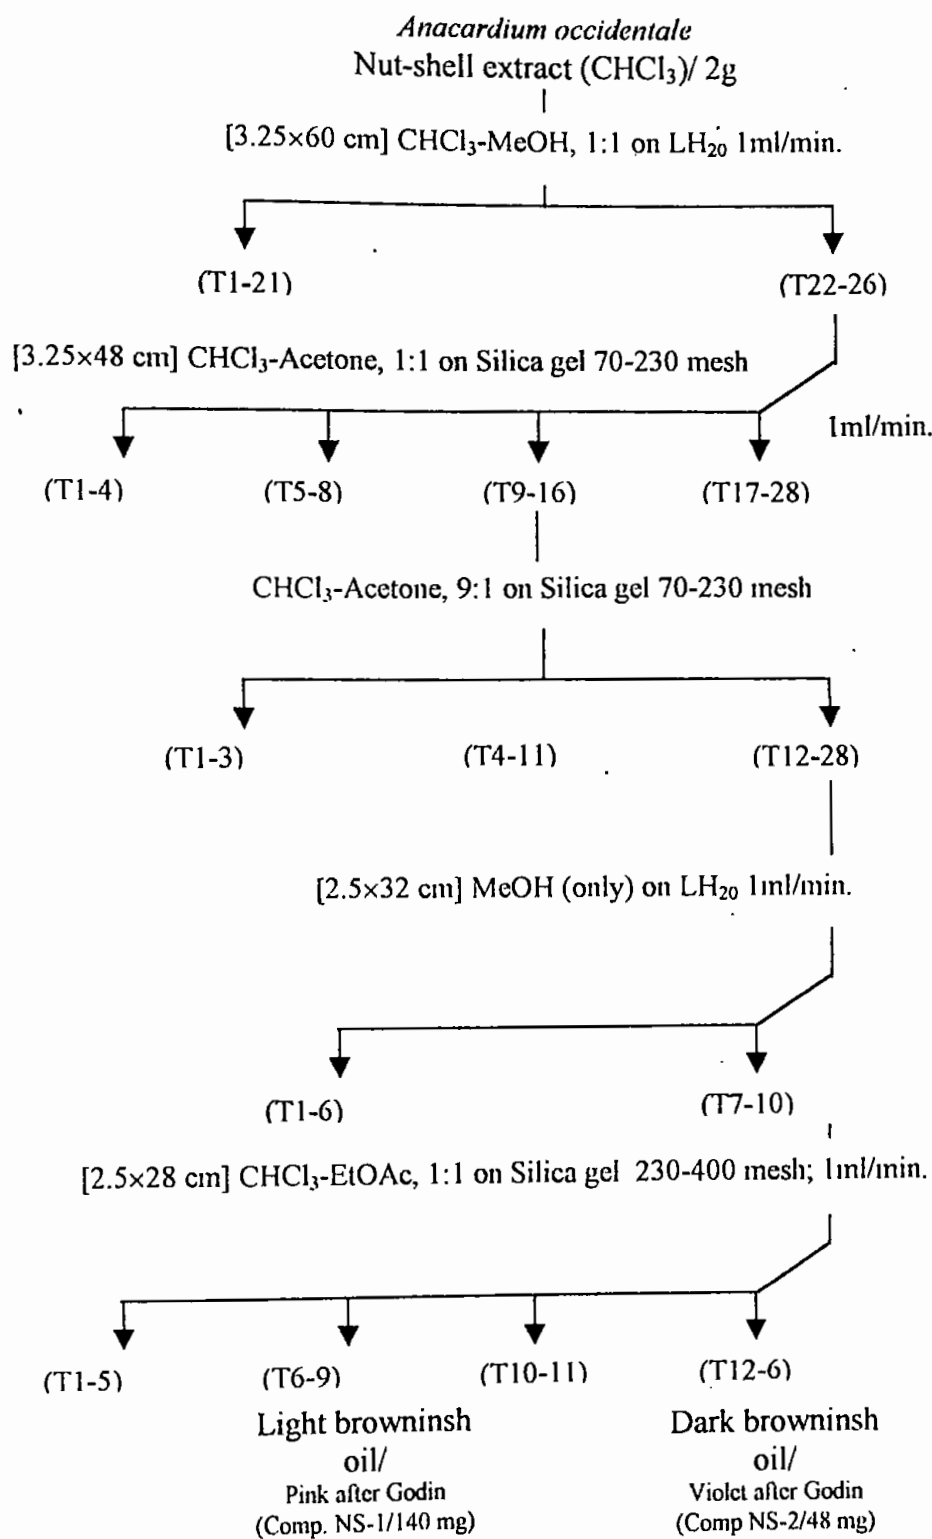 Anacardium occidentale
Nut-shell extract (CHCl₃)/ 2g
[3.25×60 cm] CHCl₃-MeOH, 1:1 on LH₂₀ 1ml/min.
(T1-21) (T22-26)
[3.25×48 cm] CHCl₃-Acetone, 1:1 on Silica gel 70-230 mesh
1ml/min.
(T1-4) (T5-8) (T9-16) (T17-28)
CHCl₃-Acetone, 9:1 on Silica gel 70-230 mesh
(T1-3) (T4-11) (T12-28)
[2.5×32 cm] MeOH (only) on LH₂₀ 1ml/min.
(T1-6) (T7-10)
[2.5×28 cm] CHCl₃-EtOAc, 1:1 on Silica gel 230-400 mesh; 1ml/min.
(T1-5) (T6-9) (T10-11) (T12-6)
Light browninsh Dark browninsh
oil/ oil/
Pink after Godin Violet after Godin
(Comp. NS-1/140 mg) (Comp NS-2/48 mg)